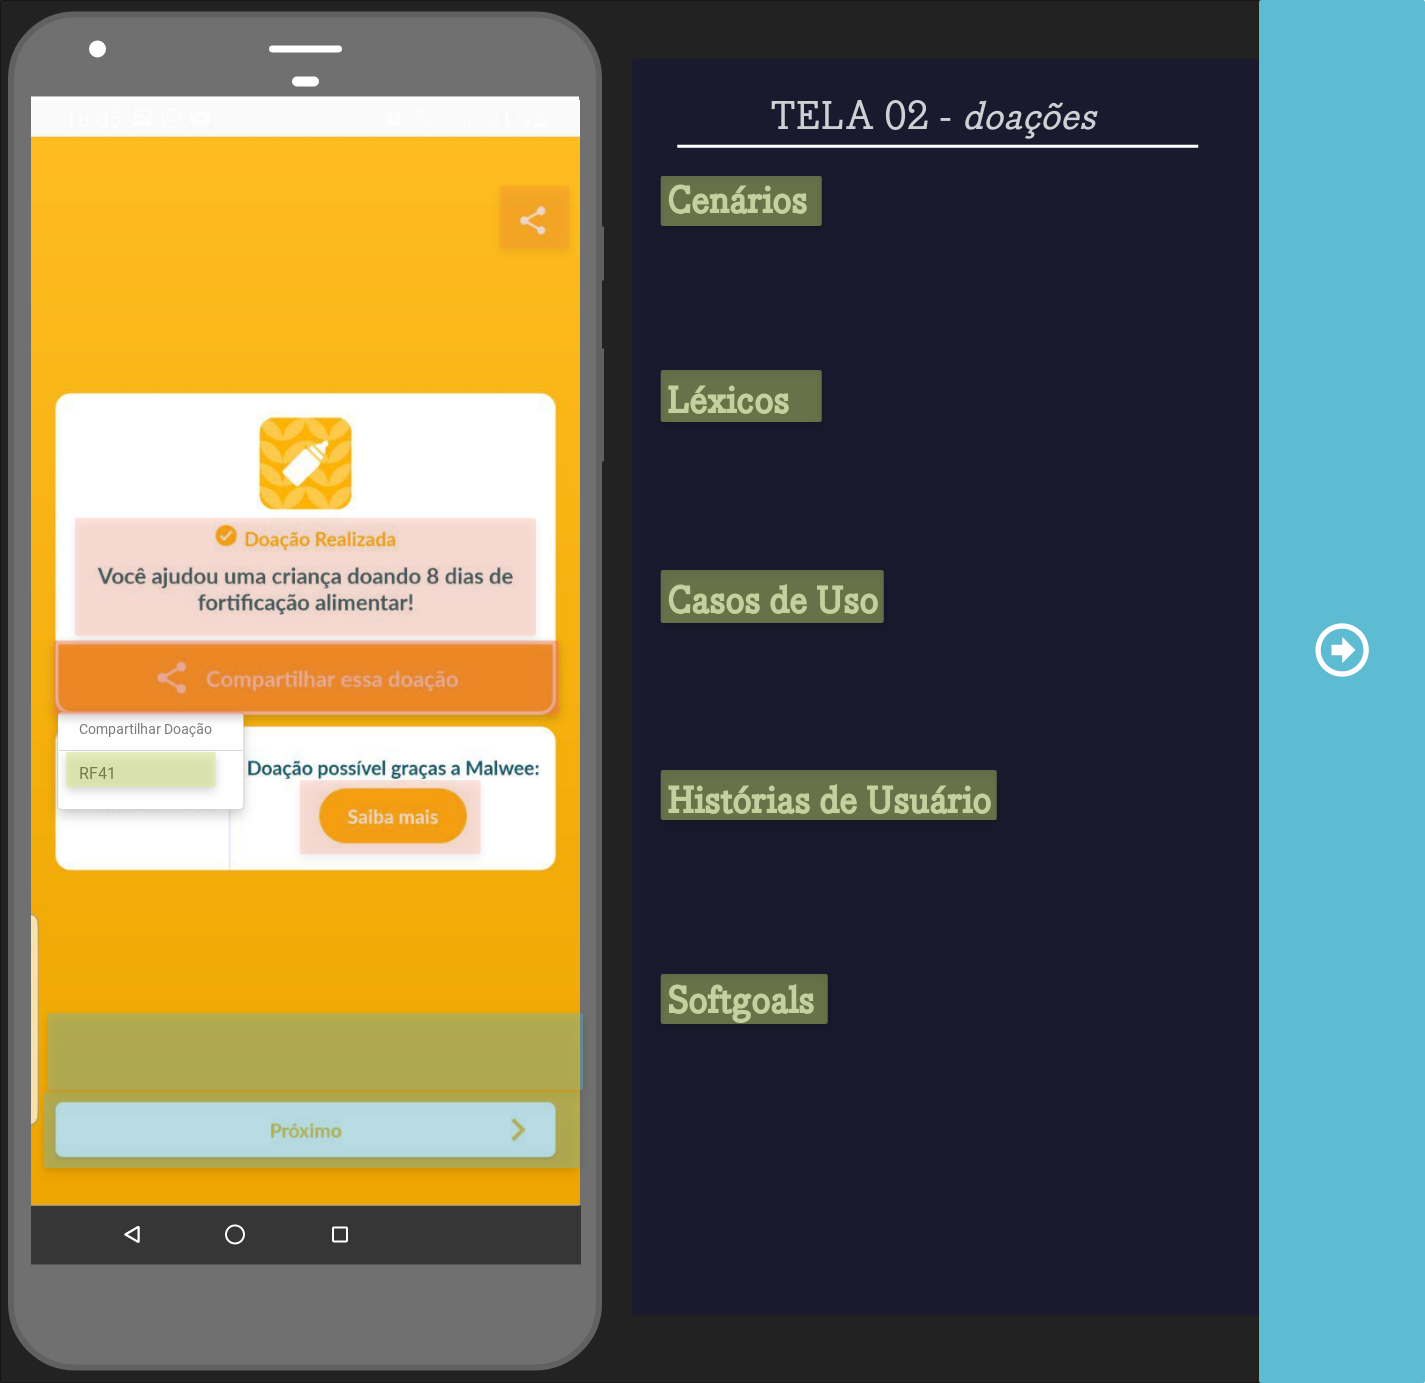 Doação Realizada
Você ajudou uma criança doando 8 dias de
fortificação alimentar!
Compartilhar essa doação
Compartilhar Doação
RF41
Doação possível graças a Malwee:
Saiba mais
Próximo
TELA 02 - doações
Cenários
Léxicos
Casos de Uso
Histórias de Usuário
Softgoals